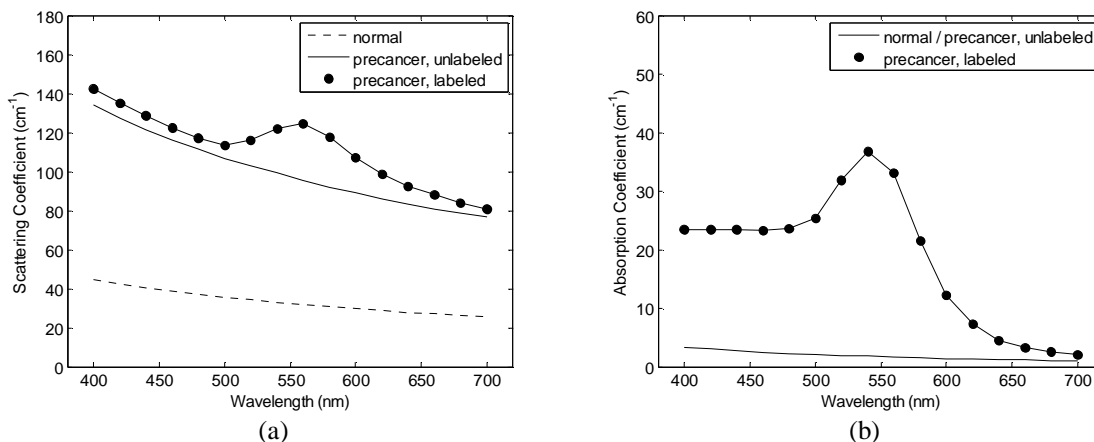 180
160
140
120
100
80
60
40
20
0
Scattering Coefficient (cm-1)
normal
precancer, unlabeled
precancer, labeled
400 450 500 550 600 650 700
Wavelength (nm)
(a)
60
50
40
30
20
10
0
Absorption Coefficient (cm-1)
normal / precancer, unlabeled
precancer, labeled
400 450 500 550 600 650 700
Wavelength (nm)
(b)